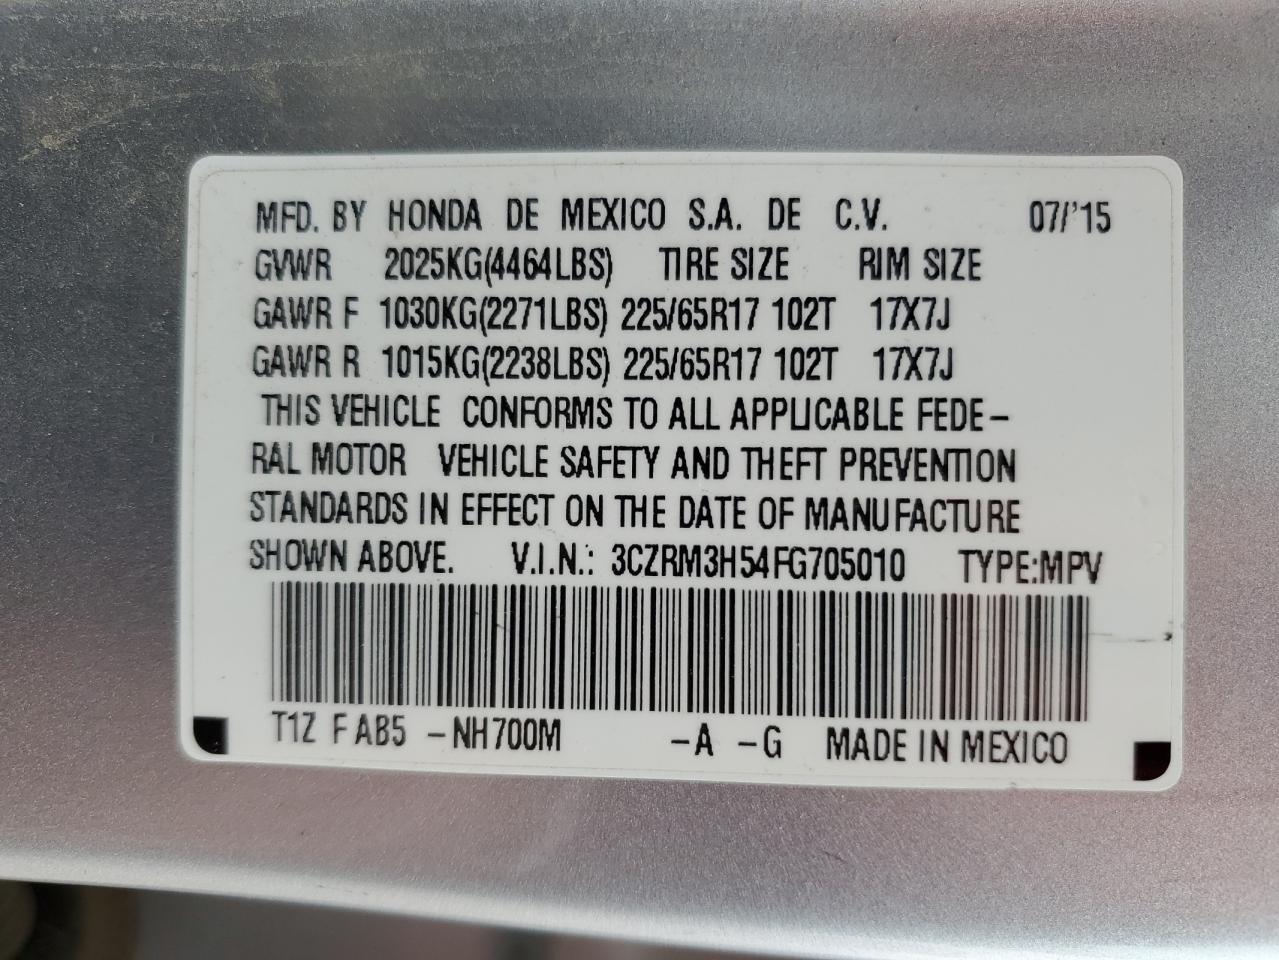 MFD. BY HONDA DE MEXICO S.A. DE C.V. 07/'15
GVWR 2025KG(4464LBS) TIRE SIZE RIM SIZE
GAWR F 1030KG(2271LBS) 225/65R17 102T 17X7J
GAWR R 1015KG(2238LBS) 225/65R17 102T 17X7J
THIS VEHICLE CONFORMS TO ALL APPLICABLE FEDE-
RAL MOTOR VEHICLE SAFETY AND THEFT PREVENTION
STANDARDS IN EFFECT ON THE DATE OF MANUFACTURE
SHOWN ABOVE. V.I.N.: 3CZRM3H54FG705010 TYPE:MPV
T1Z F AB5 -NH700M -A -G MADE IN MEXICO